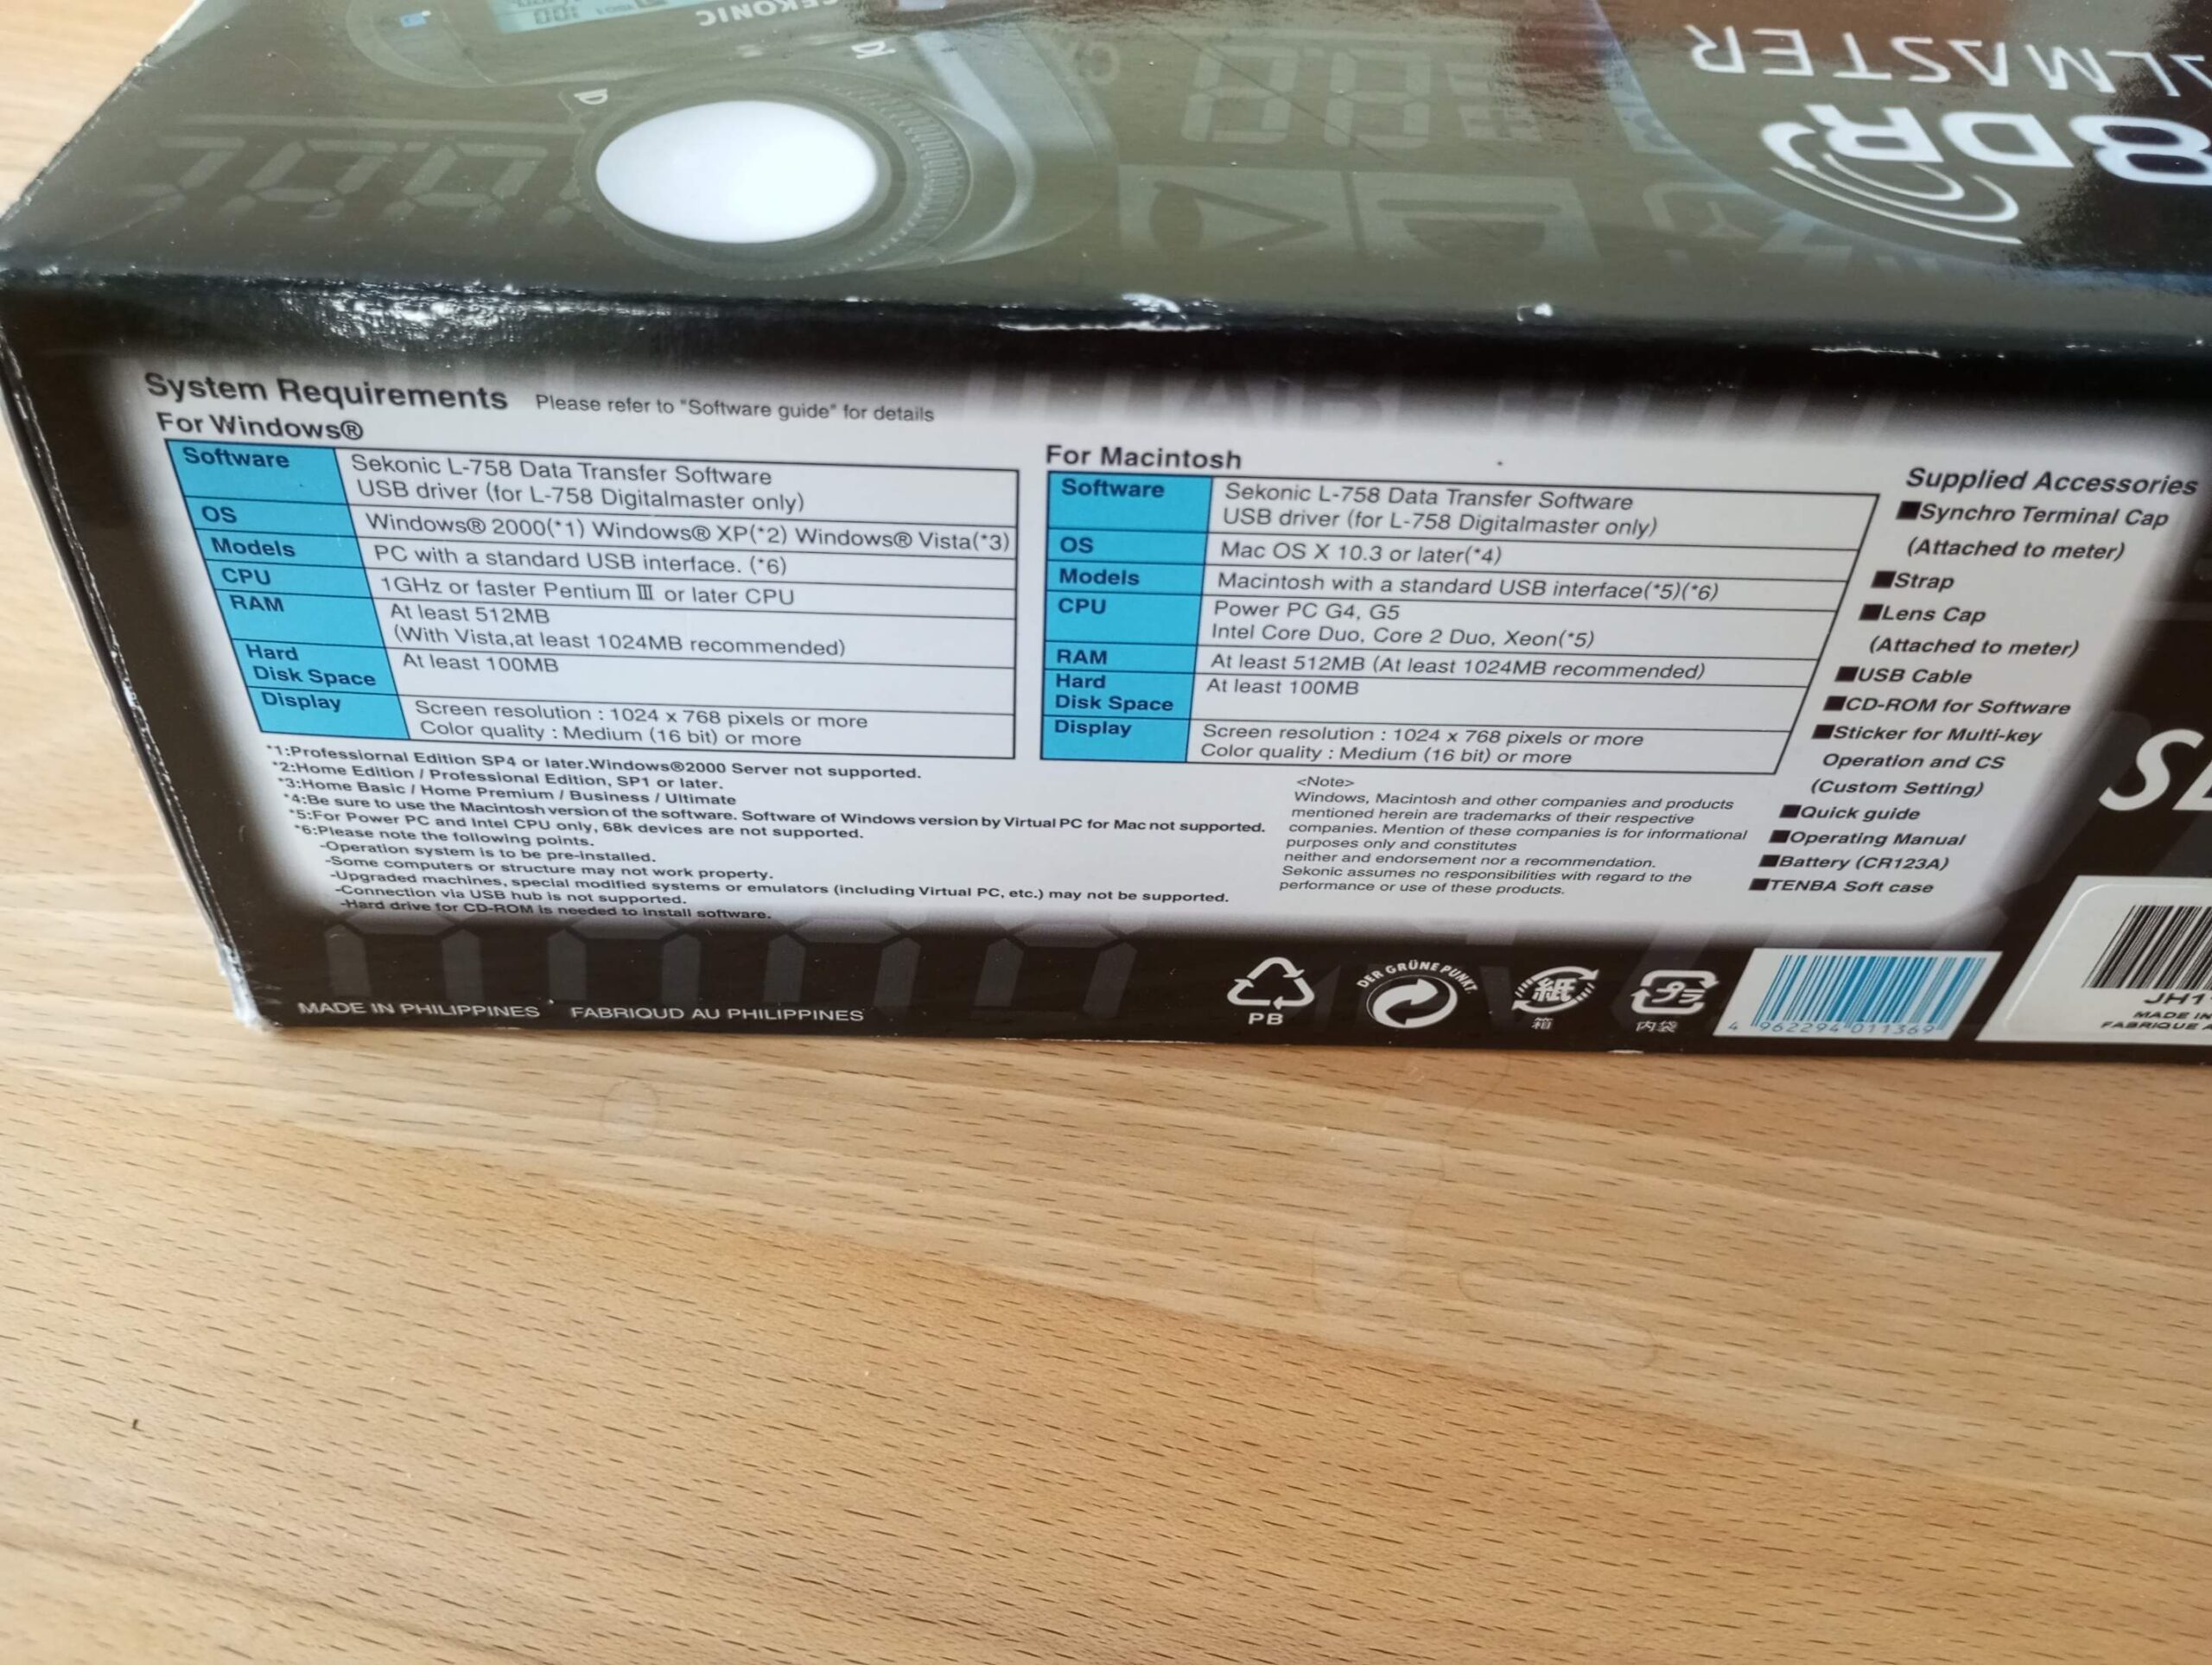 SEKONIC
LMASTER
8DR
System Requirements Please refer to "Software guide" for details
For Windows®
Software Sekonic L-758 Data Transfer Software
USB driver (for L-758 Digitalmaster only)
OS Windows® 2000(*1) Windows® XP(*2) Windows® Vista(*3)
Models PC with a standard USB interface. (*6)
CPU 1GHz or faster Pentium III or later CPU
RAM At least 512MB
(With Vista,at least 1024MB recommended)
Hard At least 100MB
Disk Space
Display Screen resolution : 1024 x 768 pixels or more
Color quality : Medium (16 bit) or more
*1:Professiornal Edition SP4 or later.Windows®2000 Server not supported.
*2:Home Edition / Professional Edition, SP1 or later.
*3:Home Basic / Home Premium / Business / Ultimate
*4:Be sure to use the Macintosh version of the software. Software of Windows version by Virtual PC for Mac not supported.
*5:For Power PC and Intel CPU only, 68k devices are not supported.
*6:Please note the following points.
-Operation system is to be pre-installed.
-Some computers or structure may not work property.
-Upgraded machines, special modified systems or emulators (including Virtual PC, etc.) may not be supported.
-Connection via USB hub is not supported.
-Hard drive for CD-ROM is needed to install software.
For Macintosh
Software Sekonic L-758 Data Transfer Software
USB driver (for L-758 Digitalmaster only)
OS Mac OS X 10.3 or later(*4)
Models Macintosh with a standard USB interface(*5)(*6)
CPU Power PC G4, G5
Intel Core Duo, Core 2 Duo, Xeon(*5)
RAM At least 512MB (At least 1024MB recommended)
Hard At least 100MB
Disk Space
Display Screen resolution : 1024 x 768 pixels or more
Color quality : Medium (16 bit) or more
<Note>
Windows, Macintosh and other companies and products
mentioned herein are trademarks of their respective
companies. Mention of these companies is for informational
purposes only and constitutes
neither and endorsement nor a recommendation.
Sekonic assumes no responsibilities with regard to the
performance or use of these products.
Supplied Accessories
■Synchro Terminal Cap
(Attached to meter)
■Strap
■Lens Cap
(Attached to meter)
■USB Cable
■CD-ROM for Software
■Sticker for Multi-key
Operation and CS
(Custom Setting)
■Quick guide
■Operating Manual
■Battery (CR123A)
■TENBA Soft case
MADE IN PHILIPPINES FABRIQUD AU PHILIPPINES
PB
DER GRÜNE PUNKT
紙
箱
プラ
内袋
4 962294 011369
JH1
MADE IN
FABRIQUE A